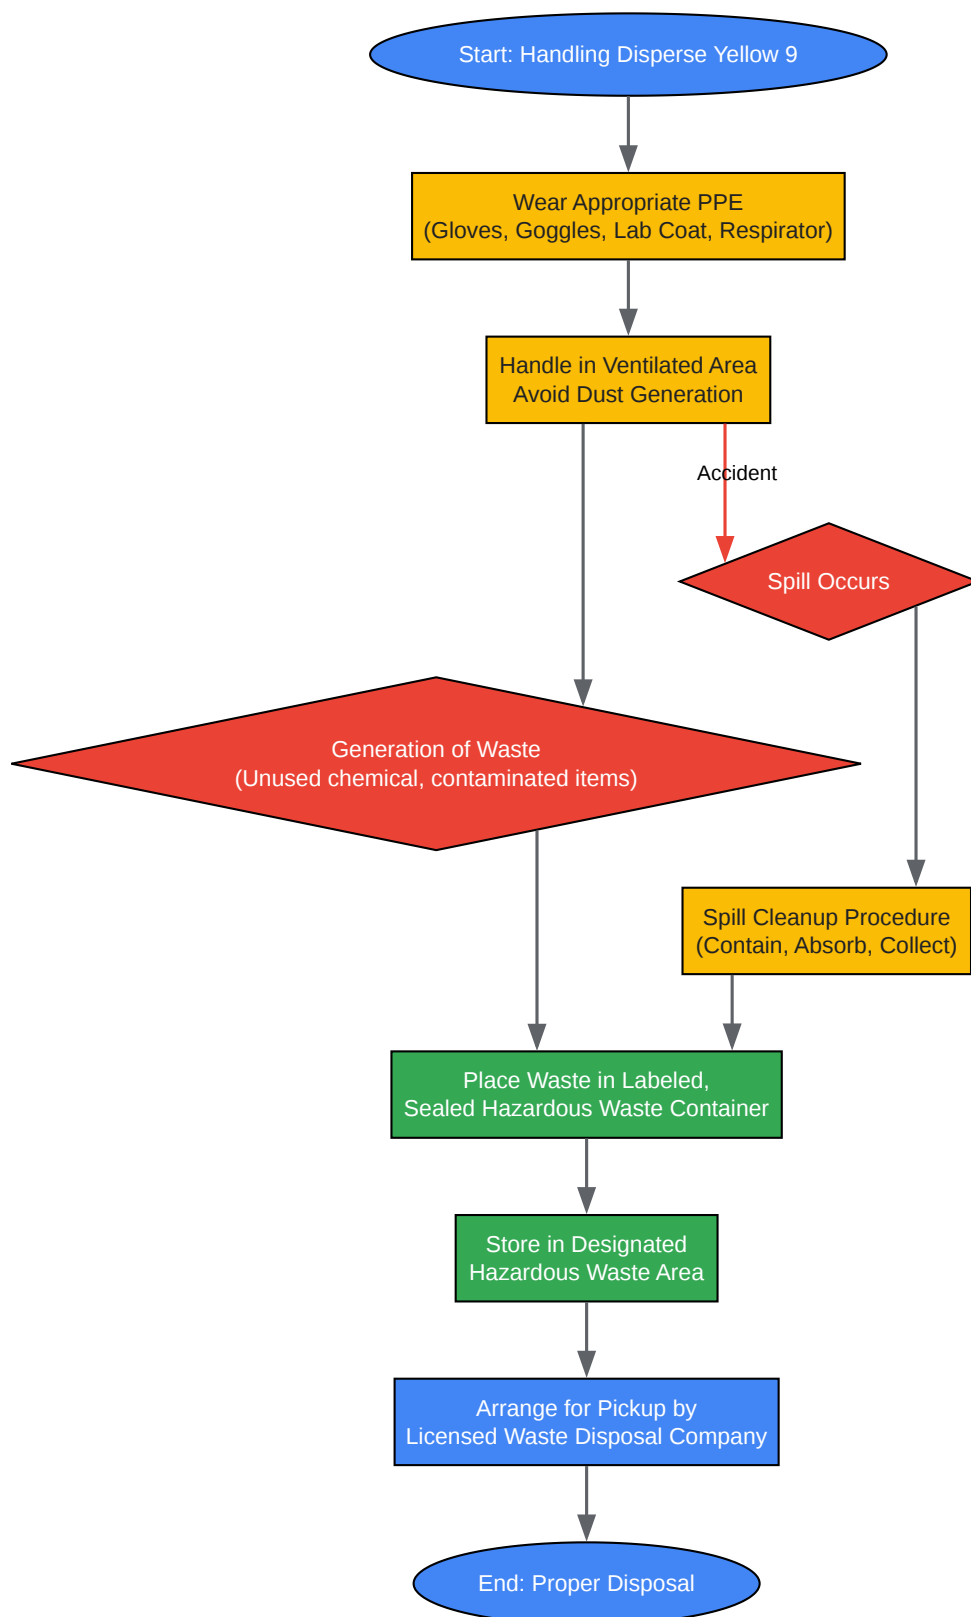 Start: Handling Disperse Yellow 9
Wear Appropriate PPE
(Gloves, Goggles, Lab Coat, Respirator)
Handle in Ventilated Area
Avoid Dust Generation
Accident
Spill Occurs
Generation of Waste
(Unused chemical, contaminated items)
Spill Cleanup Procedure
(Contain, Absorb, Collect)
Place Waste in Labeled,
Sealed Hazardous Waste Container
Store in Designated
Hazardous Waste Area
Arrange for Pickup by
Licensed Waste Disposal Company
End: Proper Disposal